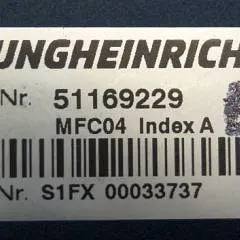 UNGHEINRICH
Nr. 51169229
MFC04 Index A
Nr. S1FX 00033737